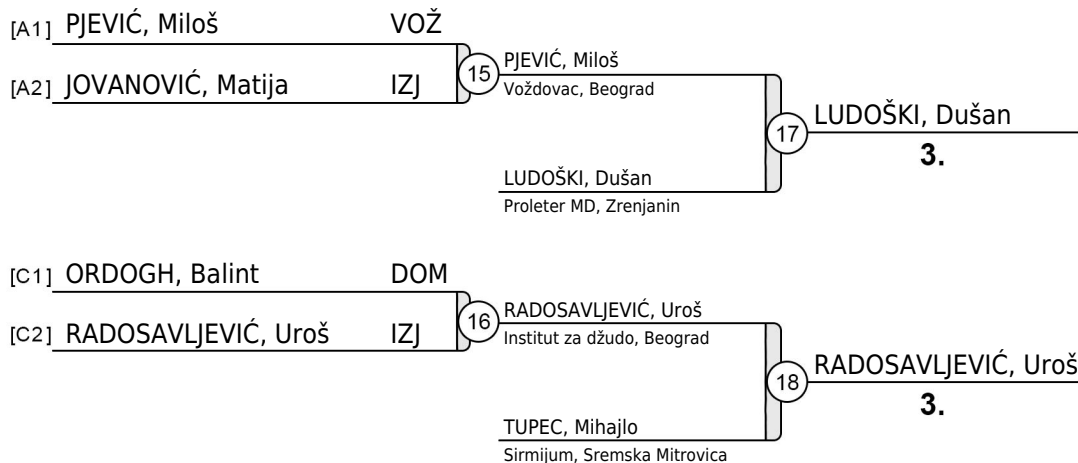 [A1] PJEVIĆ, Miloš VOŽ
[A2] JOVANOVIĆ, Matija IZJ
15
PJEVIĆ, Miloš
Voždovac, Beograd
LUDOŠKI, Dušan
Proleter MD, Zrenjanin
17
LUDOŠKI, Dušan
3.
[C1] ORDOGH, Balint DOM
[C2] RADOSAVLJEVIĆ, Uroš IZJ
16
RADOSAVLJEVIĆ, Uroš
Institut za džudo, Beograd
TUPEC, Mihajlo
Sirmijum, Sremska Mitrovica
18
RADOSAVLJEVIĆ, Uroš
3.